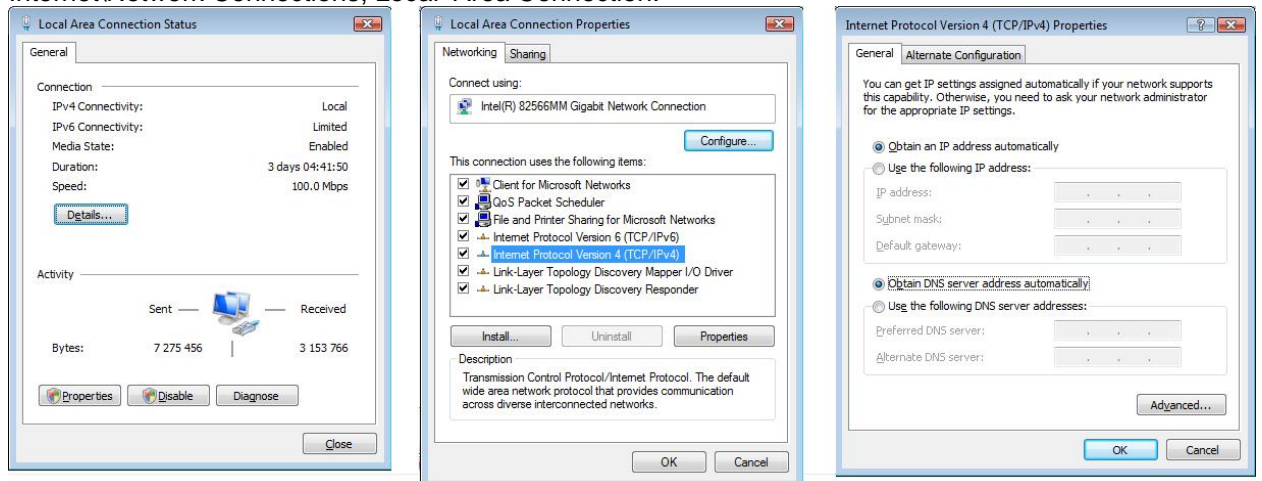 Internet\Network Connections, Local Area Connection.
Local Area Connection Status
General
Connection
IPv4 Connectivity: Local
IPv6 Connectivity: Limited
Media State: Enabled
Duration: 3 days 04:41:50
Speed: 100.0 Mbps
Details...
Activity
Sent Received
Bytes: 7 275 456 3 153 766
Properties Disable Diagnose
Close
Local Area Connection Properties
Networking Sharing
Connect using:
Intel(R) 82566MM Gigabit Network Connection
Configure...
This connection uses the following items:
Client for Microsoft Networks
QoS Packet Scheduler
File and Printer Sharing for Microsoft Networks
Internet Protocol Version 6 (TCP/IPv6)
Internet Protocol Version 4 (TCP/IPv4)
Link-Layer Topology Discovery Mapper I/O Driver
Link-Layer Topology Discovery Responder
Install... Uninstall Properties
Description
Transmission Control Protocol/Internet Protocol. The default
wide area network protocol that provides communication
across diverse interconnected networks.
OK Cancel
Internet Protocol Version 4 (TCP/IPv4) Properties
General Alternate Configuration
You can get IP settings assigned automatically if your network supports
this capability. Otherwise, you need to ask your network administrator
for the appropriate IP settings.
Obtain an IP address automatically
Use the following IP address:
IP address: . . .
Subnet mask: . . .
Default gateway: . . .
Obtain DNS server address automatically
Use the following DNS server addresses:
Preferred DNS server: . . .
Alternate DNS server: . . .
Advanced...
OK Cancel